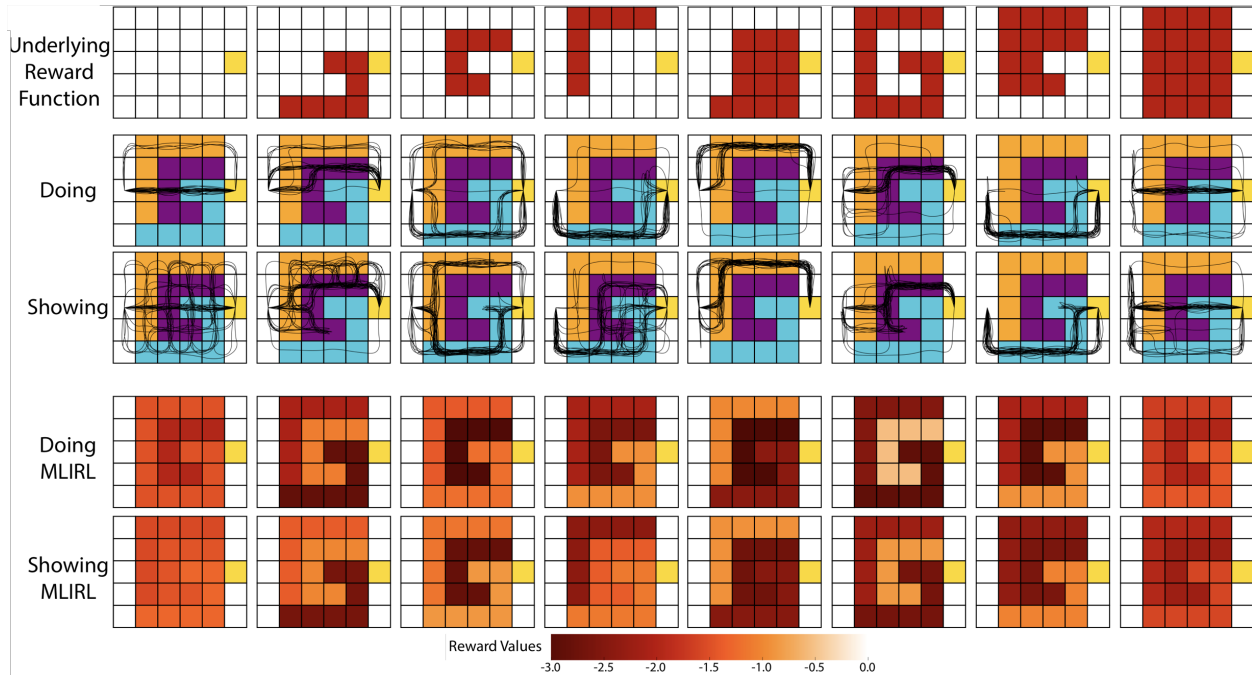 Underlying
Reward
Function
Doing
Showing
Doing
MLIRL
Showing
MLIRL
Reward Values
-3.0 -2.5 -2.0 -1.5 -1.0 -0.5 0.0